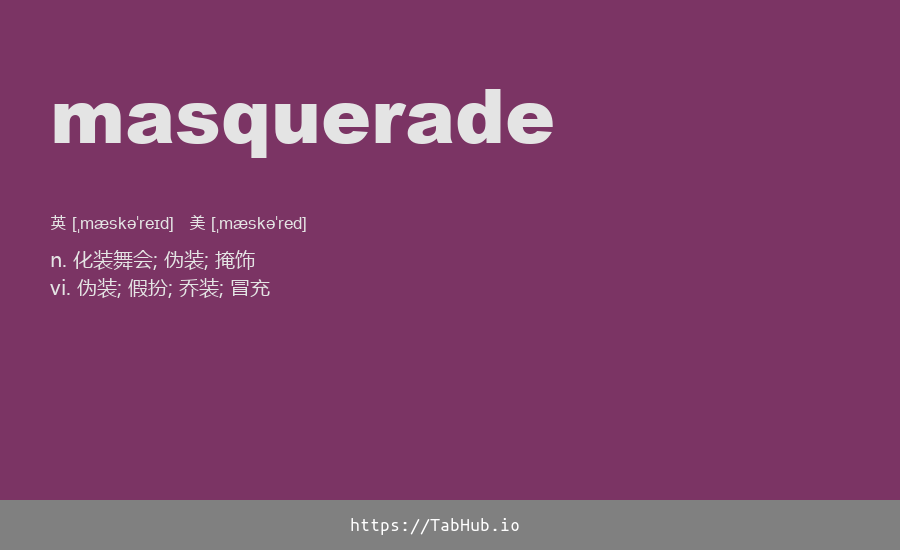 masquerade
英 [ˌmæskəˈreɪd] 美 [ˌmæskəˈred]
n. 化装舞会; 伪装; 掩饰
vi. 伪装; 假扮; 乔装; 冒充
https://TabHub.io